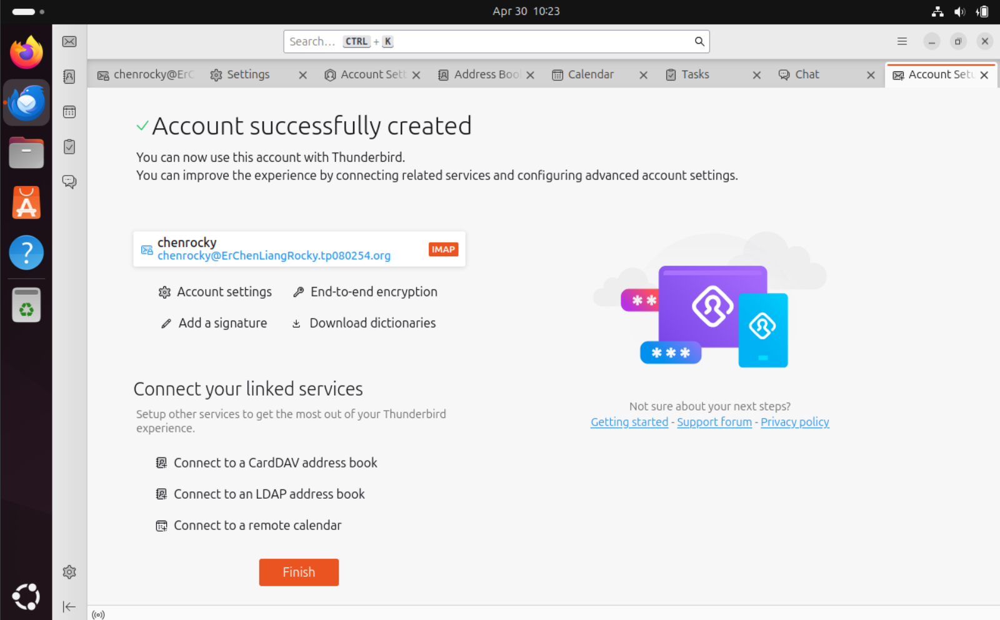 Apr 30 10:23
Search... CTRL + K
chenrocky@ErC Settings Account Sett Address Boo Calendar Tasks Chat Account Setu
Account successfully created
You can now use this account with Thunderbird.
You can improve the experience by connecting related services and configuring advanced account settings.
chenrocky
chenrocky@ErChenLiangRocky.tp080254.org
IMAP
Account settings End-to-end encryption
Add a signature Download dictionaries
Connect your linked services
Setup other services to get the most out of your Thunderbird
experience.
Connect to a CardDAV address book
Connect to an LDAP address book
Connect to a remote calendar
Finish
Not sure about your next steps?
Getting started - Support forum - Privacy policy